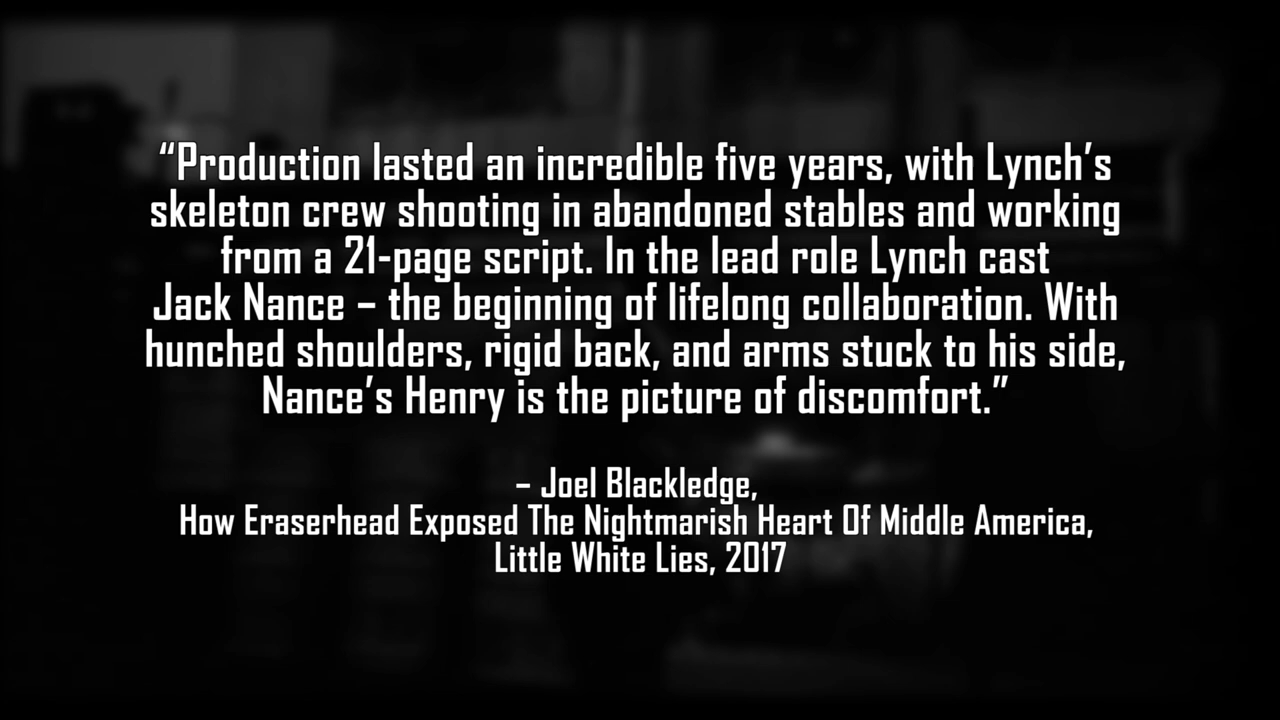 “Production lasted an incredible five years, with Lynch’s
skeleton crew shooting in abandoned stables and working
from a 21-page script. In the lead role Lynch cast
Jack Nance – the beginning of lifelong collaboration. With
hunched shoulders, rigid back, and arms stuck to his side,
Nance’s Henry is the picture of discomfort.”
– Joel Blackledge,
How Eraserhead Exposed The Nightmarish Heart Of Middle America,
Little White Lies, 2017